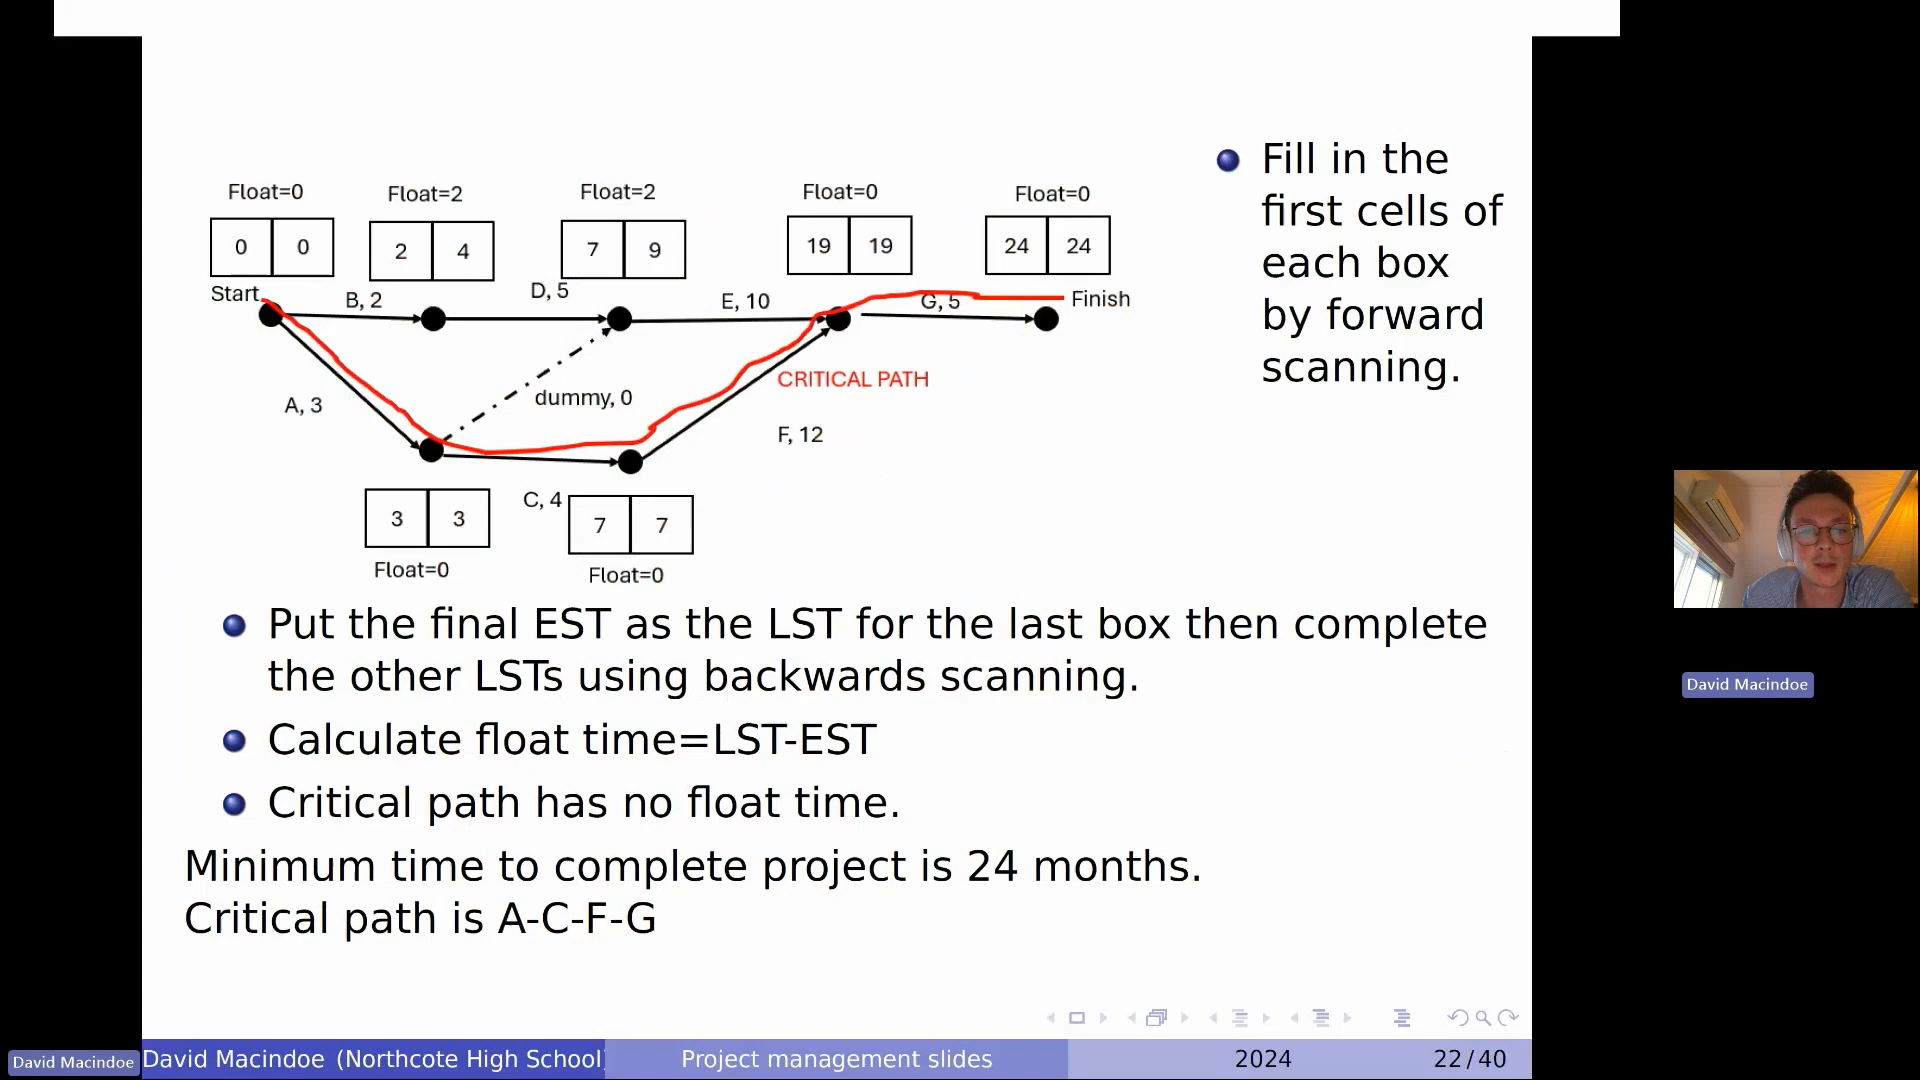 Float=0
Float=2
Float=2
Float=0
Float=0
0 0
2 4
7 9
19 19
24 24
Start
B, 2
D, 5
E, 10
G, 5
Finish
A, 3
dummy, 0
CRITICAL PATH
F, 12
3 3
C, 4
7 7
Float=0
Float=0
Fill in the
first cells of
each box
by forward
scanning.
Put the final EST as the LST for the last box then complete
the other LSTs using backwards scanning.
Calculate float time=LST-EST
Critical path has no float time.
Minimum time to complete project is 24 months.
Critical path is A-C-F-G
David Macindoe
David Macindoe
David Macindoe (Northcote High School)
Project management slides
2024
22/40